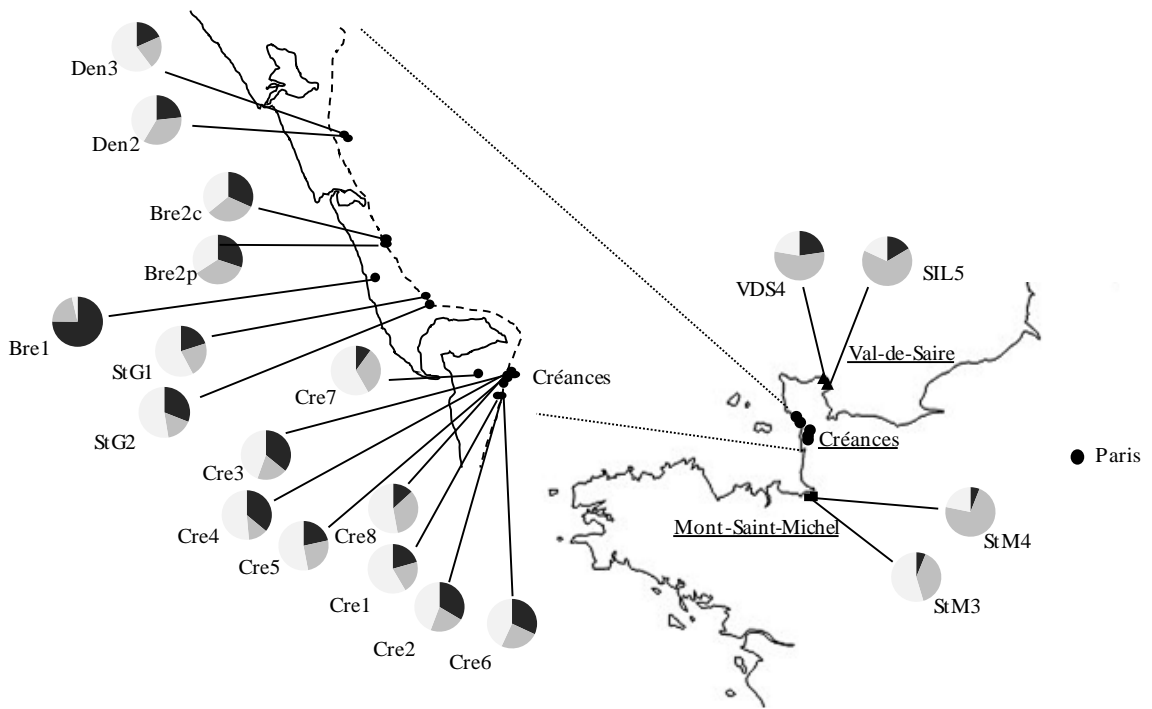 Den3
Den2
Bre2c
Bre2p
Bre1
StG1
StG2
Cre7
Créances
Cre3
Cre4
Cre5
Cre8
Cre1
Cre2
Cre6
VDS4
SIL5
Val-de-Saire
Créances
Paris
Mont-Saint-Michel
StM4
StM3